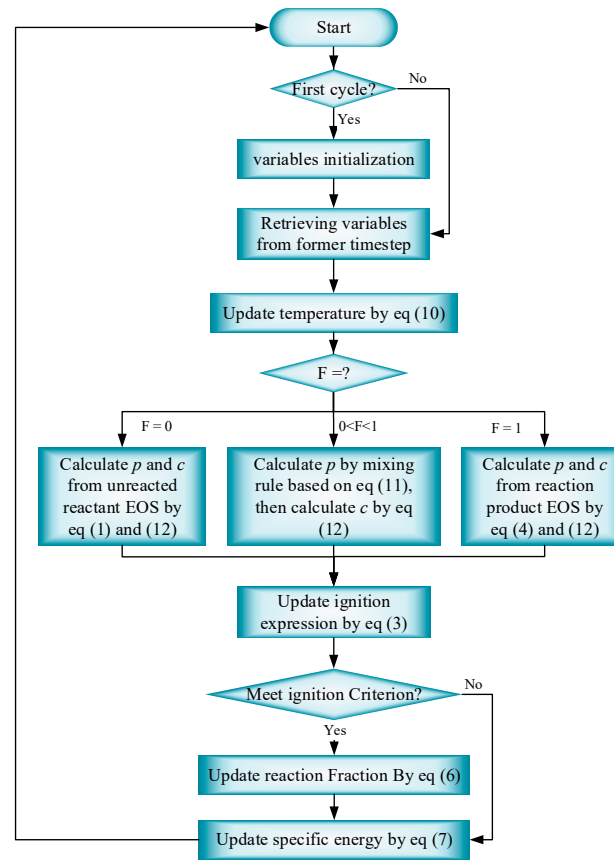 Start
First cycle?
No
Yes
variables initialization
Retrieving variables
from former timestep
Update temperature by eq (10)
F =?
F = 0
0<F<1
F = 1
Calculate p and c
from unreacted
reactant EOS by
eq (1) and (12)
Calculate p by mixing
rule based on eq (11),
then calculate c by eq
(12)
Calculate p and c
from reaction
product EOS by
eq (4) and (12)
Update ignition
expression by eq (3)
Meet ignition Criterion?
No
Yes
Update reaction Fraction By eq (6)
Update specific energy by eq (7)